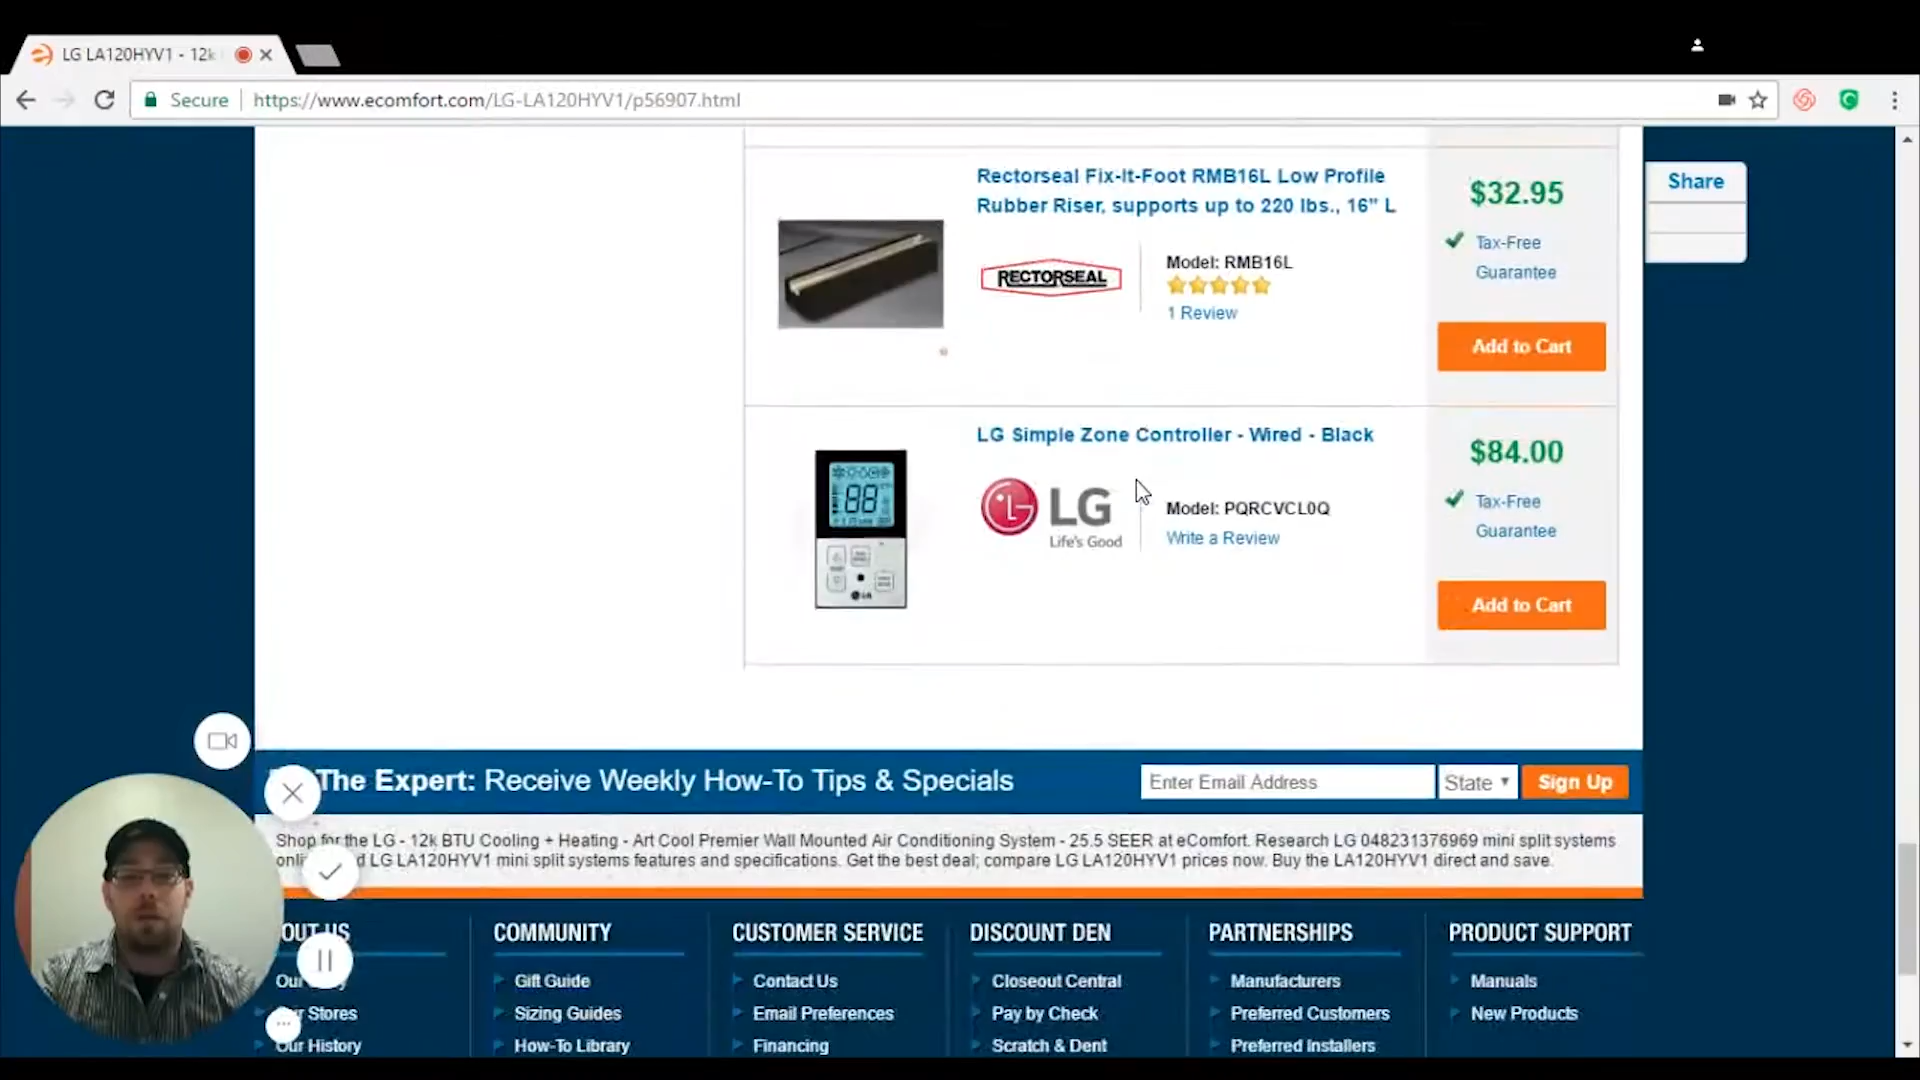 LG LA120HYV1 - 12k
Secure
https://www.ecomfort.com/LG-LA120HYV1/p56907.html
Share
Rectorseal Fix-It-Foot RMB16L Low Profile
Rubber Riser, supports up to 220 lbs., 16" L
RECTORSEAL
Model: RMB16L
1 Review
$32.95
Tax-Free
Guarantee
Add to Cart
LG Simple Zone Controller - Wired - Black
88
LG
LG
Life's Good
Model: PQRCVCL0Q
Write a Review
$84.00
Tax-Free
Guarantee
Add to Cart
The Expert: Receive Weekly How-To Tips & Specials
Enter Email Address
State
Sign Up
Shop for the LG - 12k BTU Cooling + Heating - Art Cool Premier Wall Mounted Air Conditioning System - 25.5 SEER at eComfort. Research LG 048231376969 mini split systems
LG LA120HYV1 mini split systems features and specifications. Get the best deal; compare LG LA120HYV1 prices now. Buy the LA120HYV1 direct and save.
OUT US
Our
Stores
Our History
COMMUNITY
Gift Guide
Sizing Guides
How-To Library
CUSTOMER SERVICE
Contact Us
Email Preferences
Financing
DISCOUNT DEN
Closeout Central
Pay by Check
Scratch & Dent
PARTNERSHIPS
Manufacturers
Preferred Customers
Preferred Installers
PRODUCT SUPPORT
Manuals
New Products